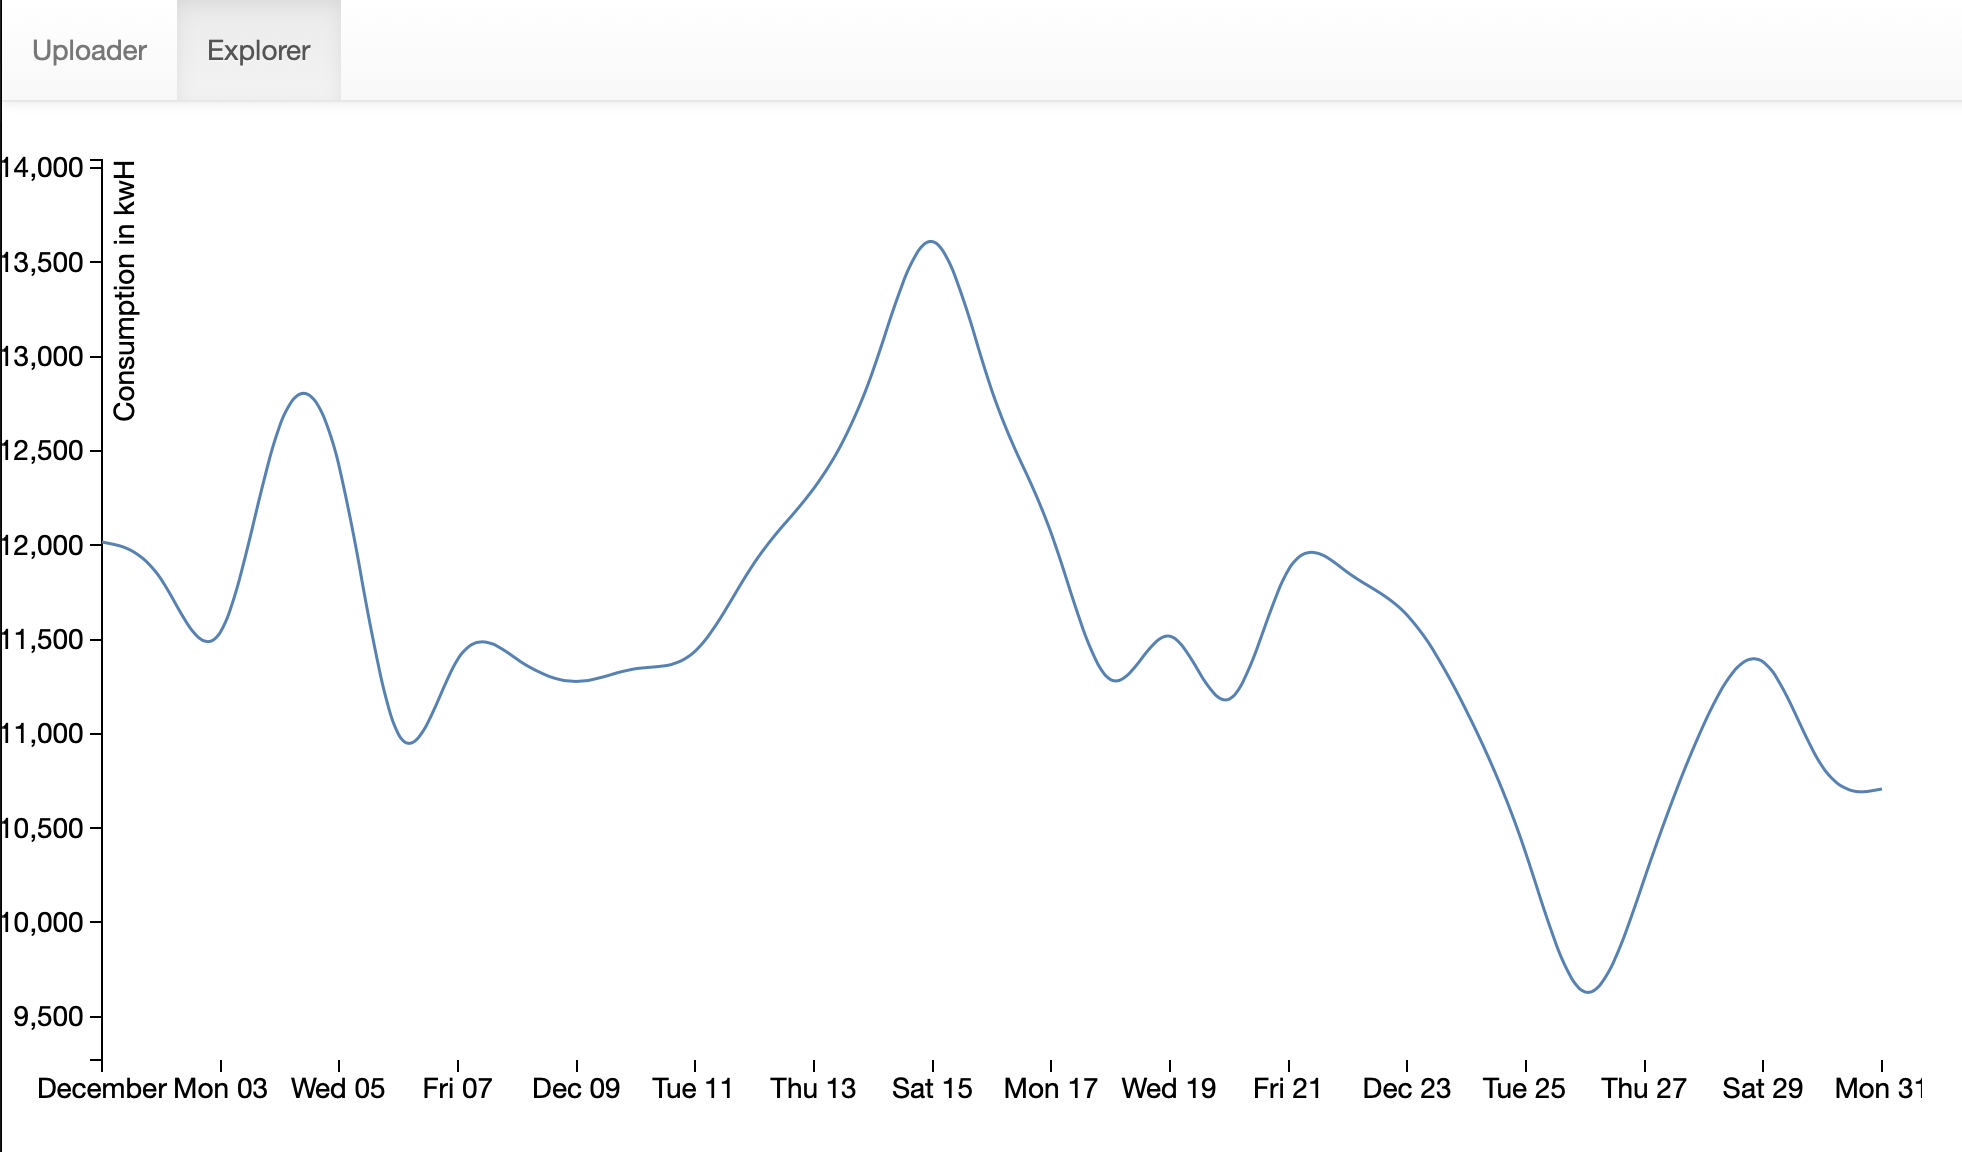 Uploader
Explorer
Consumption in kwH
14,000
13,500
13,000
12,500
12,000
11,500
11,000
10,500
10,000
9,500
December Mon 03 Wed 05 Fri 07 Dec 09 Tue 11 Thu 13 Sat 15 Mon 17 Wed 19 Fri 21 Dec 23 Tue 25 Thu 27 Sat 29 Mon 31